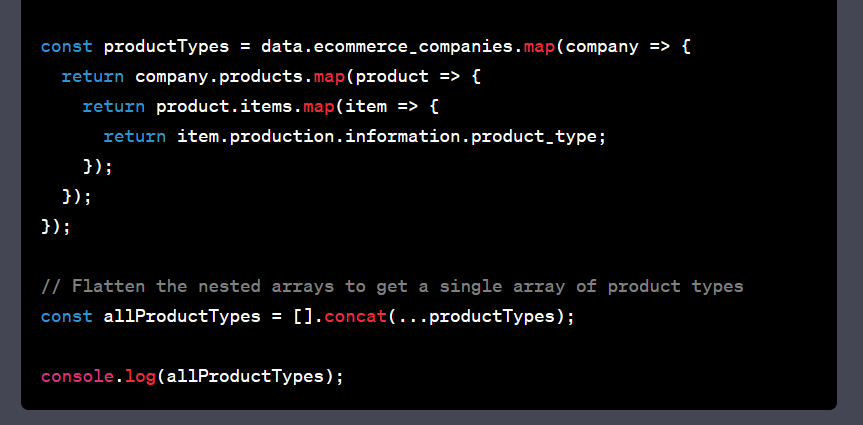 const productTypes = data.ecommerce_companies.map(company => {
  return company.products.map(product => {
    return product.items.map(item => {
      return item.production.information.product_type;
    });
  });
});

// Flatten the nested arrays to get a single array of product types
const allProductTypes = [].concat(...productTypes);

console.log(allProductTypes);